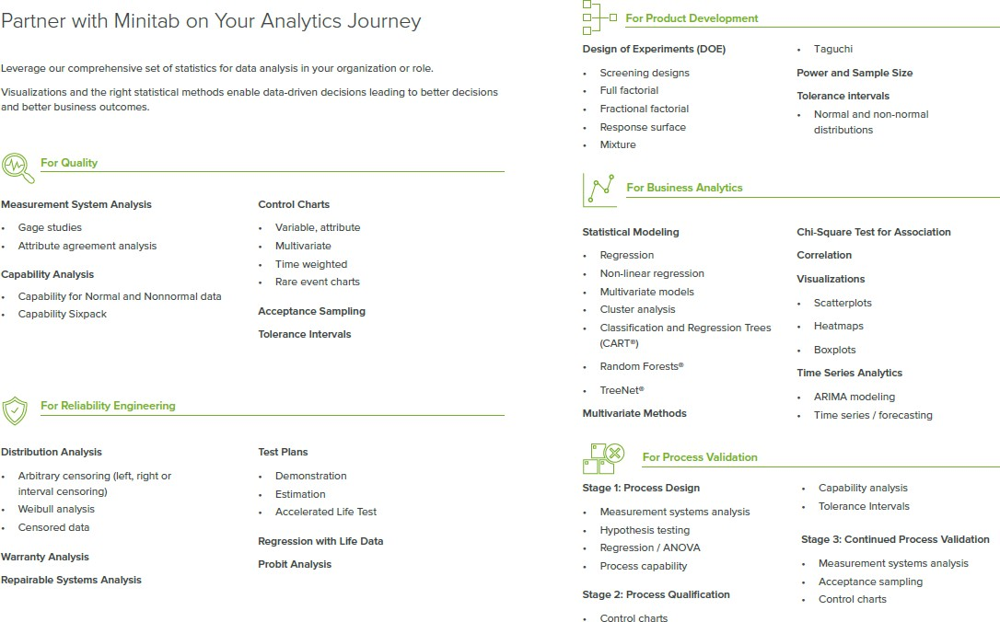 Partner with Minitab on Your Analytics Journey
Leverage our comprehensive set of statistics for data analysis in your organization or role.
Visualizations and the right statistical methods enable data-driven decisions leading to better decisions
and better business outcomes.
For Quality
Measurement System Analysis
• Gage studies
• Attribute agreement analysis
Capability Analysis
• Capability for Normal and Nonnormal data
• Capability Sixpack
Control Charts
• Variable, attribute
• Multivariate
• Time weighted
• Rare event charts
Acceptance Sampling
Tolerance Intervals
For Reliability Engineering
Distribution Analysis
• Arbitrary censoring (left, right or
interval censoring)
• Weibull analysis
• Censored data
Warranty Analysis
Repairable Systems Analysis
Test Plans
• Demonstration
• Estimation
• Accelerated Life Test
Regression with Life Data
Probit Analysis
For Product Development
Design of Experiments (DOE)
• Screening designs
• Full factorial
• Fractional factorial
• Response surface
• Mixture
• Taguchi
Power and Sample Size
Tolerance intervals
• Normal and non-normal
distributions
For Business Analytics
Statistical Modeling
• Regression
• Non-linear regression
• Multivariate models
• Cluster analysis
• Classification and Regression Trees
(CART®)
• Random Forests®
• TreeNet®
Multivariate Methods
Chi-Square Test for Association
Correlation
Visualizations
• Scatterplots
• Heatmaps
• Boxplots
Time Series Analytics
• ARIMA modeling
• Time series / forecasting
For Process Validation
Stage 1: Process Design
• Measurement systems analysis
• Hypothesis testing
• Regression / ANOVA
• Process capability
Stage 2: Process Qualification
• Control charts
• Capability analysis
• Tolerance Intervals
Stage 3: Continued Process Validation
• Measurement systems analysis
• Acceptance sampling
• Control charts